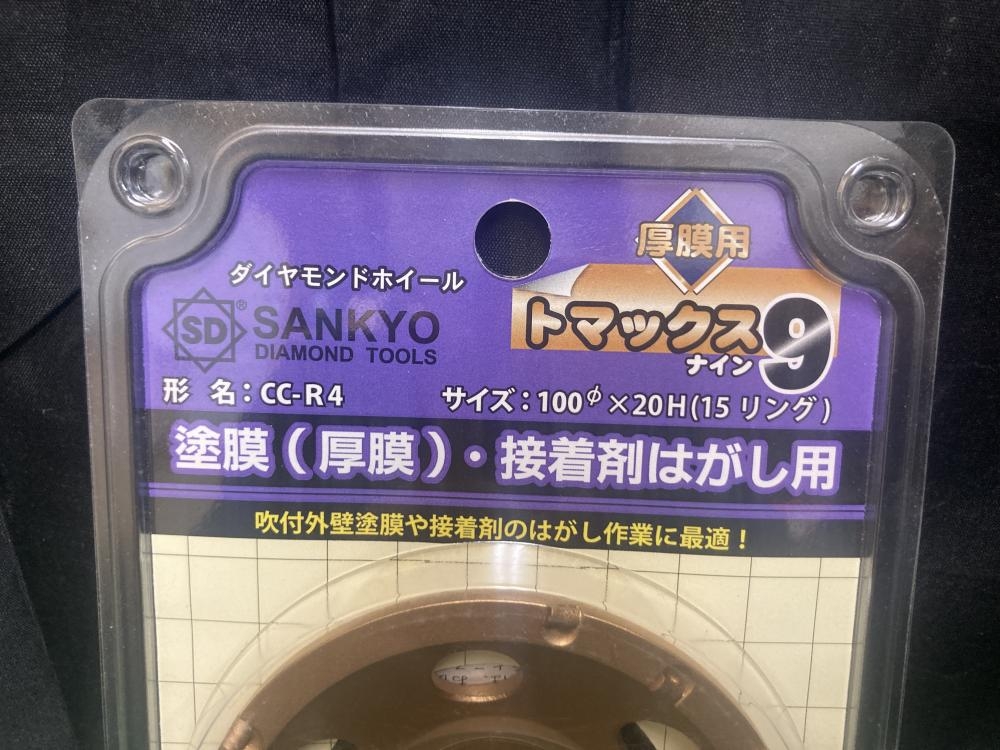 厚膜用
ダイヤモンドホイール
SD®
SANKYO
DIAMOND TOOLS
トマックス9
ナイン
形 名：CC-R4
サイズ：100φ×20H(15リング)
塗膜(厚膜)・接着剤はがし用
吹付外壁塗膜や接着剤のはがし作業に最適！